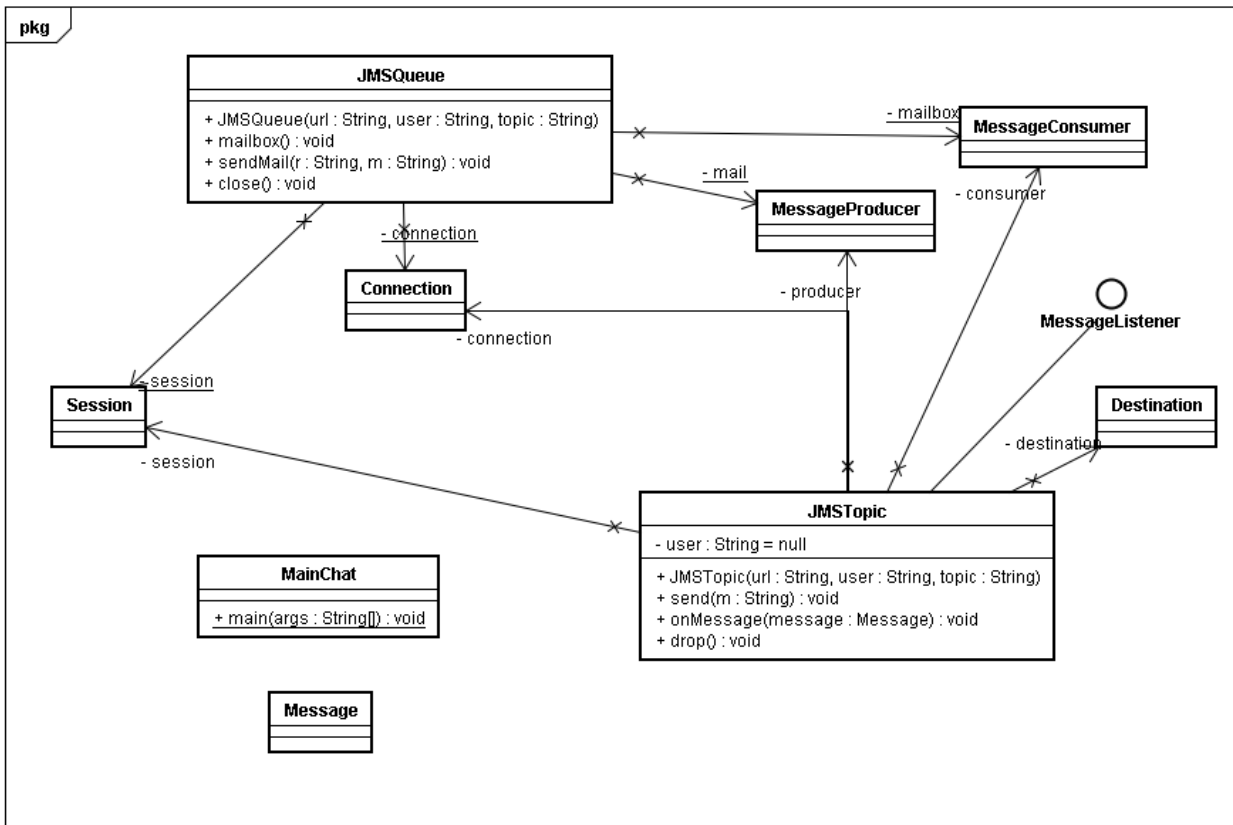 pkg
JMSQueue
+ JMSQueue(url : String, user : String, topic : String)
+ mailbox() : void
+ sendMail(r : String, m : String) : void
+ close() : void
- mailbox
MessageConsumer
- mail
- consumer
MessageProducer
- connection
Connection
- producer
MessageListener
- connection
- session
Session
Destination
- destination
- session
JMSTopic
- user : String = null
+ JMSTopic(url : String, user : String, topic : String)
+ send(m : String) : void
+ onMessage(message : Message) : void
+ drop() : void
MainChat
+ main(args : String[]) : void
Message